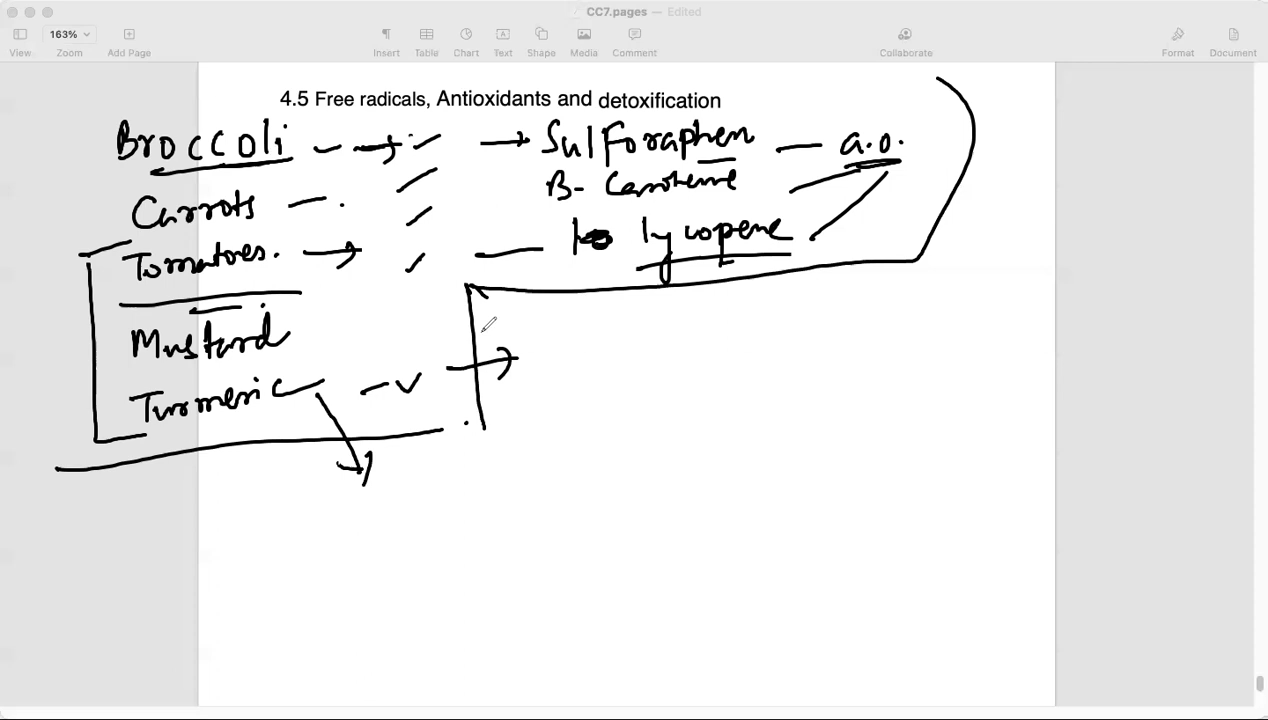 CC7.pages — Edited
163%
View Zoom Add Page Insert Table Chart Text Shape Media Comment Collaborate Format Document
4.5 Free radicals, Antioxidants and detoxification
Broccoli → → Sulforaphen — a.o.
B- Carotene
Carrots
lycopene
Tomatoes. →
Mustard
Turmeric